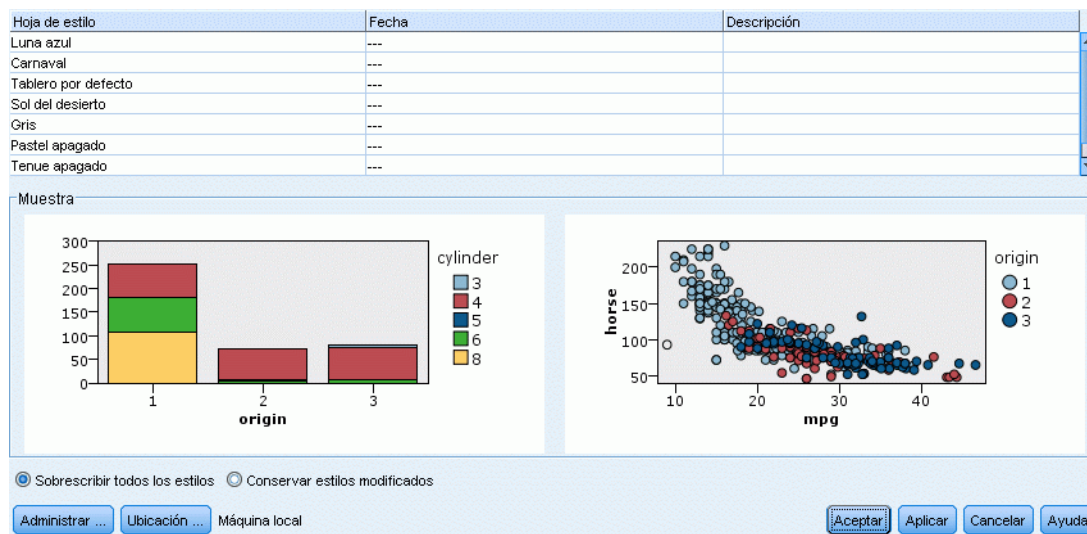 Hoja de estilo Fecha Descripción
Luna azul ---
Carnaval ---
Tablero por defecto ---
Sol del desierto ---
Gris ---
Pastel apagado ---
Tenue apagado ---
Muestra
300
250
200
150
100
50
0
1 2 3
origin
cylinder
3
4
5
6
8
horse
200
150
100
50
10 20 30 40
mpg
origin
1
2
3
Sobrescribir todos los estilos Conservar estilos modificados
Administrar ... Ubicación ... Máquina local Aceptar Aplicar Cancelar Ayuda